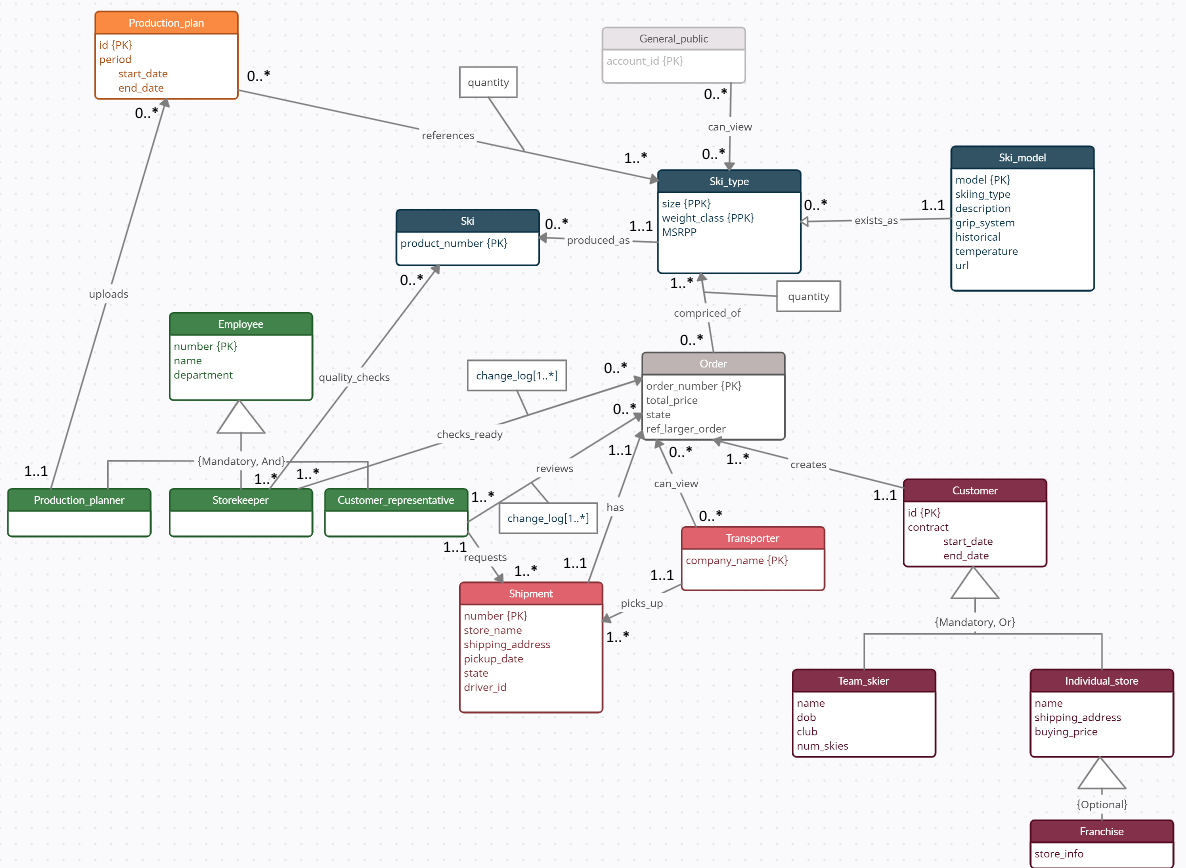 Production_plan
id {PK}
period
start_date
end_date
0..*
0..*
quantity
references
1..*
General_public
account_id {PK}
0..*
can_view
0..*
Ski_type
size {PPK}
weight_class {PPK}
MSRPP
0..*
exists_as
1..1
Ski_model
model {PK}
skiing_type
description
grip_system
historical
temperature
url
Ski
product_number {PK}
0..*
produced_as
1..1
0..*
1..*
quantity
compriced_of
0..*
uploads
Employee
number {PK}
name
department
quality_checks
change_log[1..*]
0..*
Order
order_number {PK}
total_price
state
ref_larger_order
0..*
checks_ready
1..1
0..*
1..*
creates
1..1
{Mandatory, And}
1..1
1..*
1..*
reviews
can_view
Customer
id {PK}
contract
start_date
end_date
Production_planner
Storekeeper
Customer_representative
1..*
change_log[1..*]
has
0..*
Transporter
company_name {PK}
1..1
requests
1..*
1..1
1..1
picks_up
1..*
Shipment
number {PK}
store_name
shipping_address
pickup_date
state
driver_id
{Mandatory, Or}
Team_skier
name
dob
club
num_skies
Individual_store
name
shipping_address
buying_price
{Optional}
Franchise
store_info